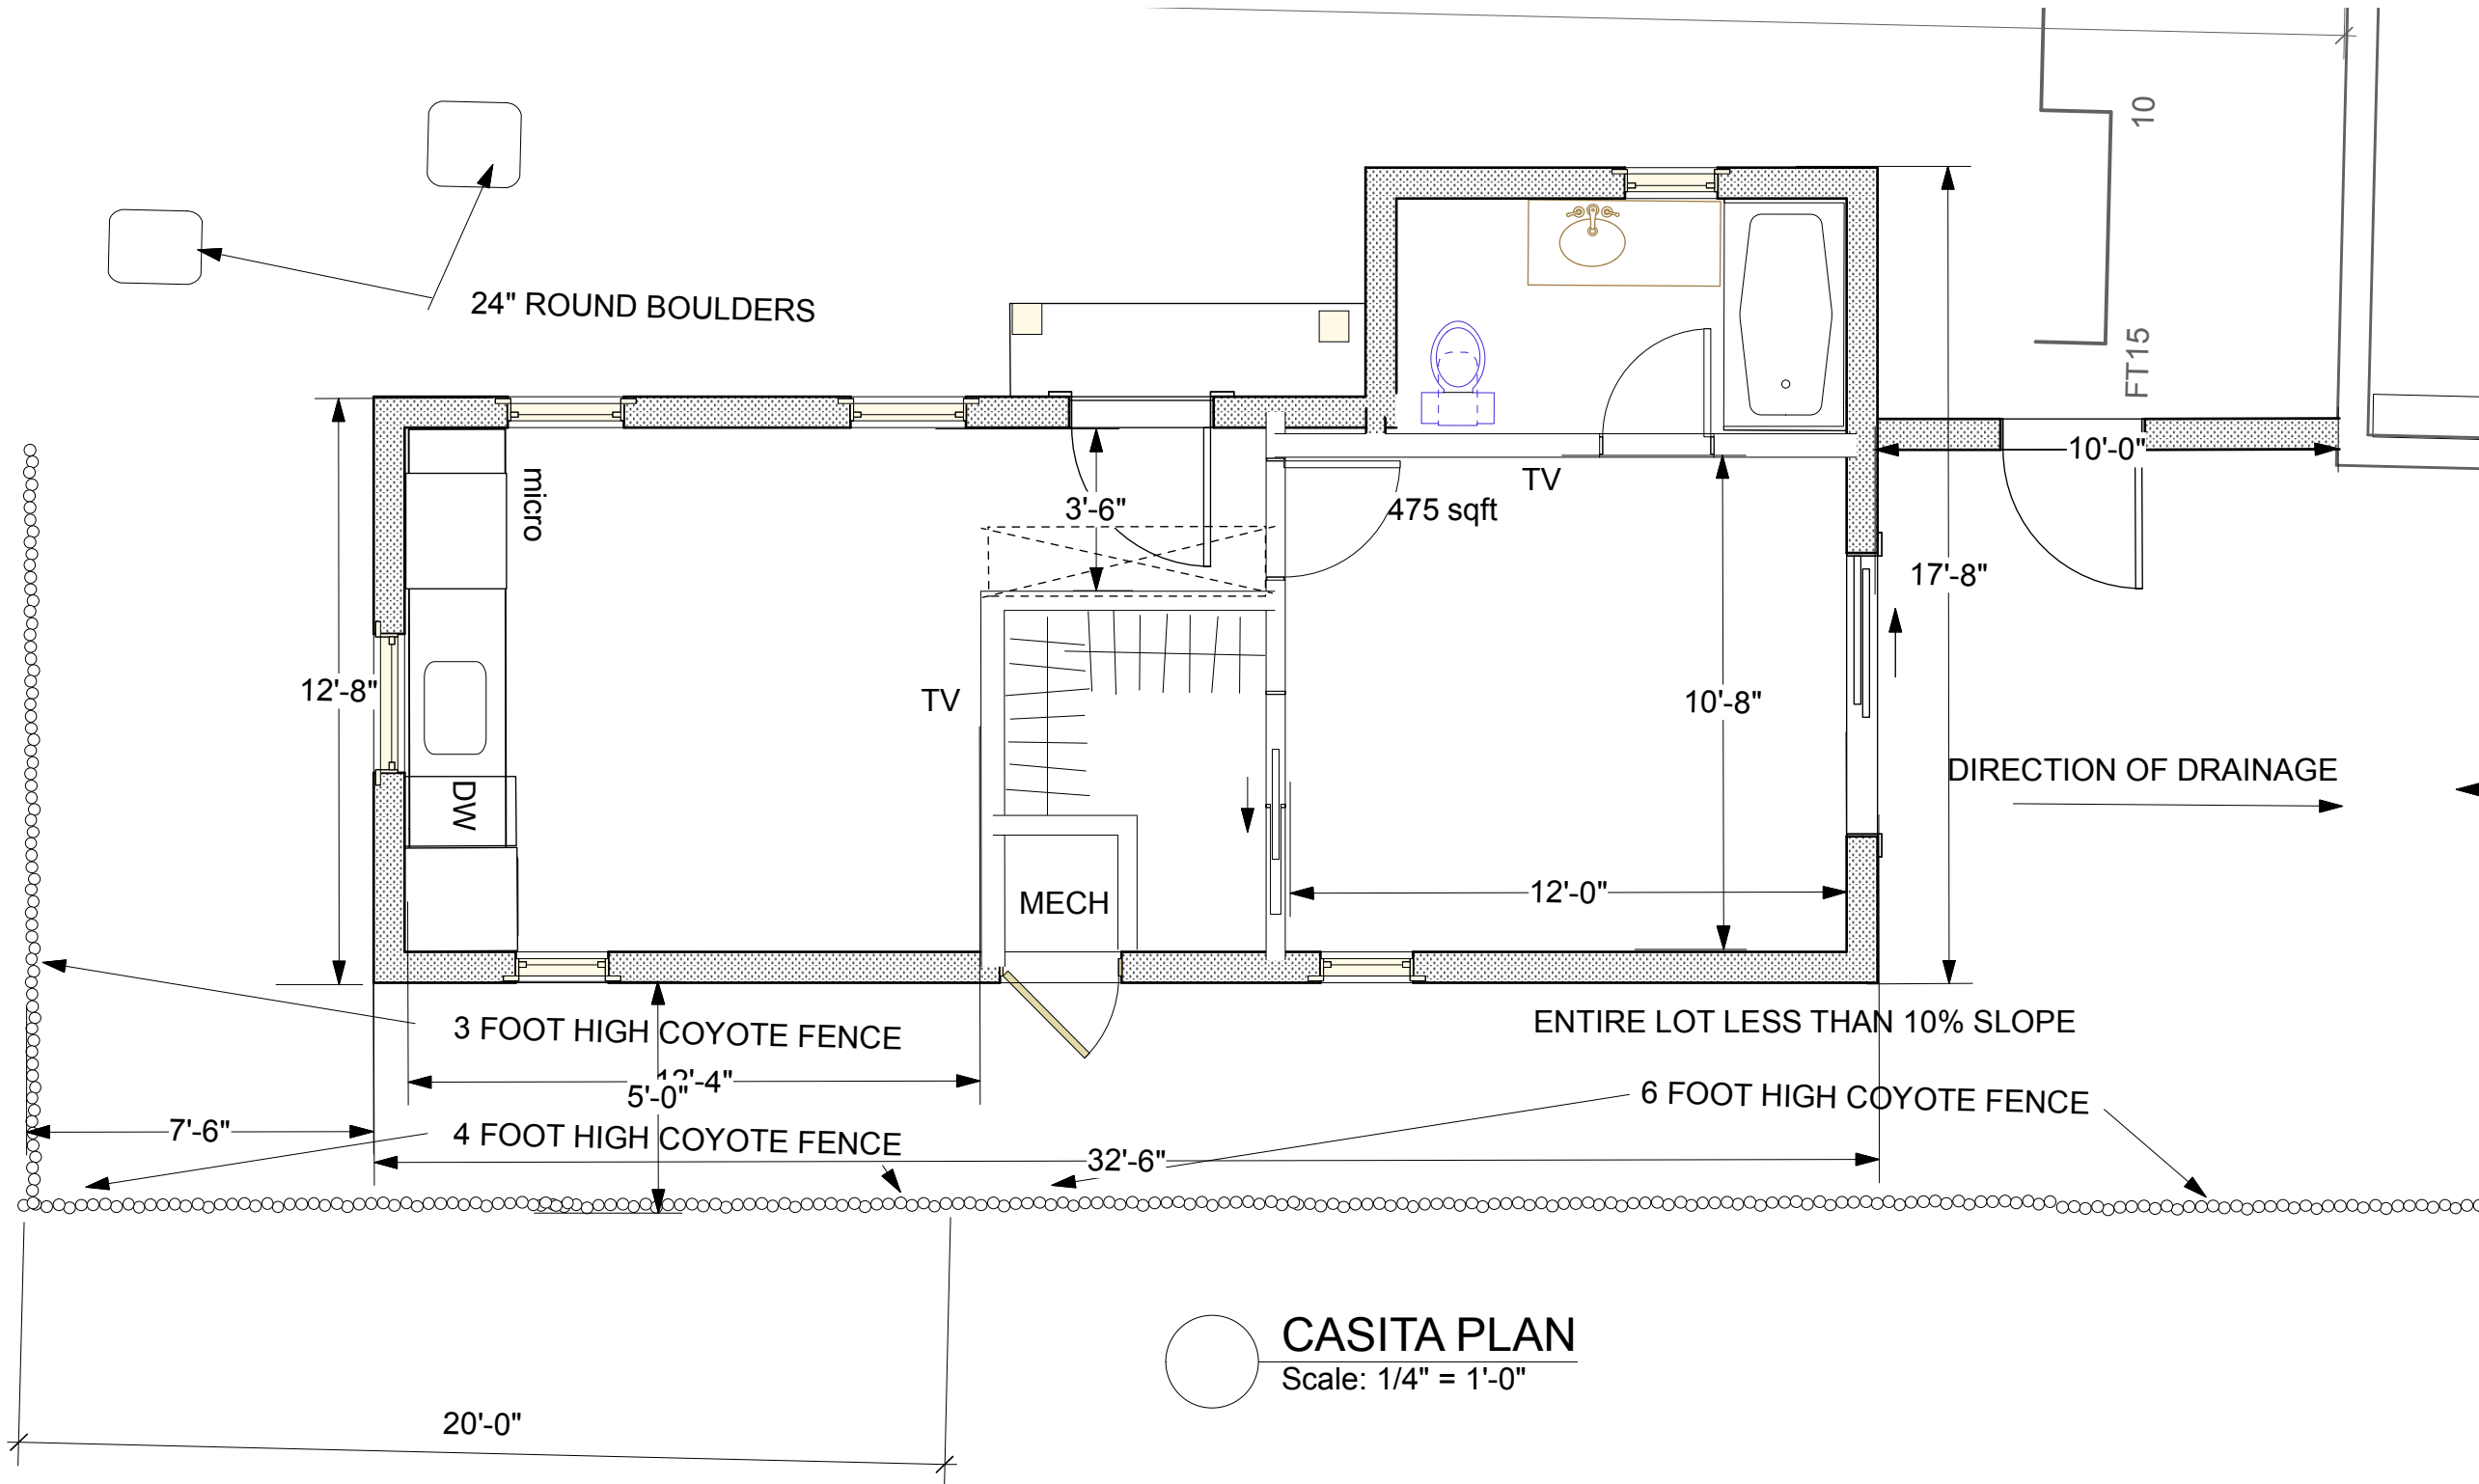 10
24" ROUND BOULDERS
FT15
10'-0"
micro
TV
3'-6"
475 sqft
17'-8"
12'-8"
TV
10'-8"
DIRECTION OF DRAINAGE
DW
12'-0"
MECH
3 FOOT HIGH COYOTE FENCE
ENTIRE LOT LESS THAN 10% SLOPE
12'-4"
5'-0"
6 FOOT HIGH COYOTE FENCE
7'-6"
4 FOOT HIGH COYOTE FENCE
32'-6"
CASITA PLAN
Scale: 1/4" = 1'-0"
20'-0"